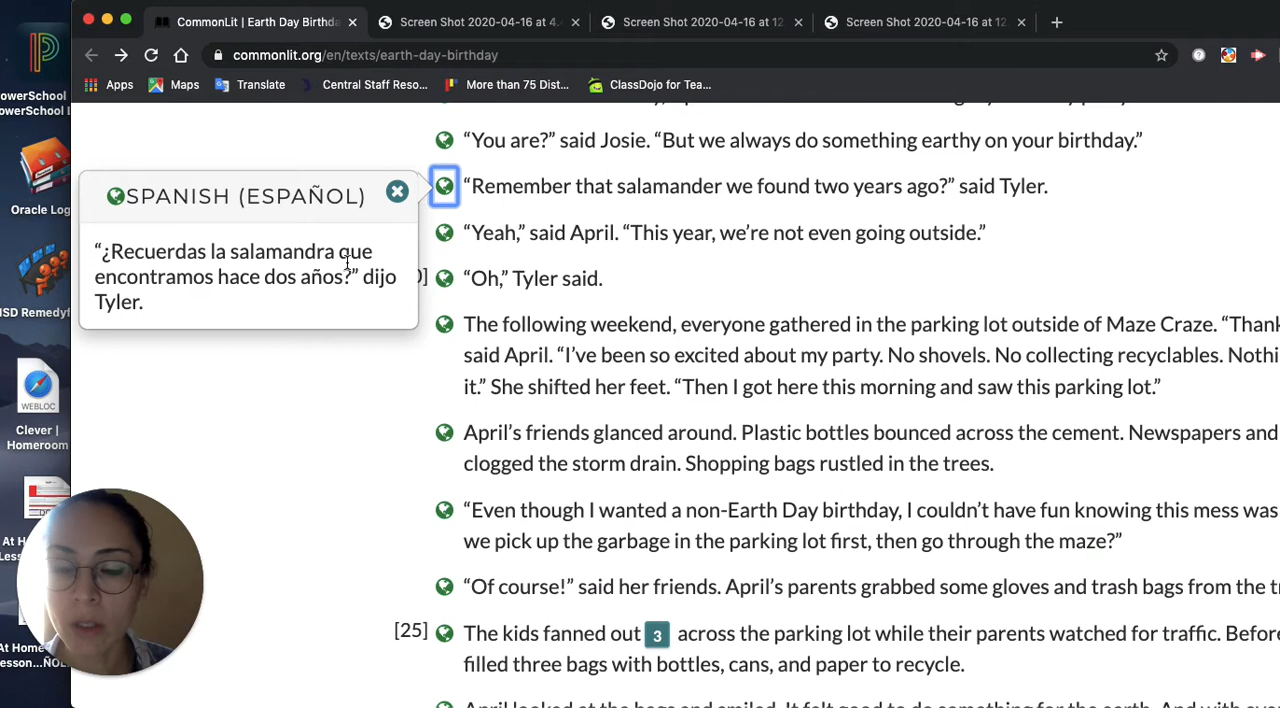 CommonLit | Earth Day Birthda
Screen Shot 2020-04-16 at 4.
Screen Shot 2020-04-16 at 12
Screen Shot 2020-04-16 at 12
commonlit.org/en/texts/earth-day-birthday
Apps
Maps
Translate
Central Staff Reso...
More than 75 Dist...
ClassDojo for Tea...
owerSchool
owerSchool L
Oracle Log
ISD Remedyf
WEBLOC
Clever |
Homeroom
At H
Lesso
At Home
Lesson...ÑOL
“You are?” said Josie. “But we always do something earthy on your birthday.”
SPANISH (ESPAÑOL)
“¿Recuerdas la salamandra que
encontramos hace dos años?” dijo
Tyler.
“Remember that salamander we found two years ago?” said Tyler.
“Yeah,” said April. “This year, we’re not even going outside.”
0]
“Oh,” Tyler said.
The following weekend, everyone gathered in the parking lot outside of Maze Craze. “Thank
said April. “I’ve been so excited about my party. No shovels. No collecting recyclables. Nothi
it.” She shifted her feet. “Then I got here this morning and saw this parking lot.”
April’s friends glanced around. Plastic bottles bounced across the cement. Newspapers and
clogged the storm drain. Shopping bags rustled in the trees.
“Even though I wanted a non-Earth Day birthday, I couldn’t have fun knowing this mess was
we pick up the garbage in the parking lot first, then go through the maze?”
“Of course!” said her friends. April’s parents grabbed some gloves and trash bags from the t
[25] The kids fanned out 3 across the parking lot while their parents watched for traffic. Before
filled three bags with bottles, cans, and paper to recycle.